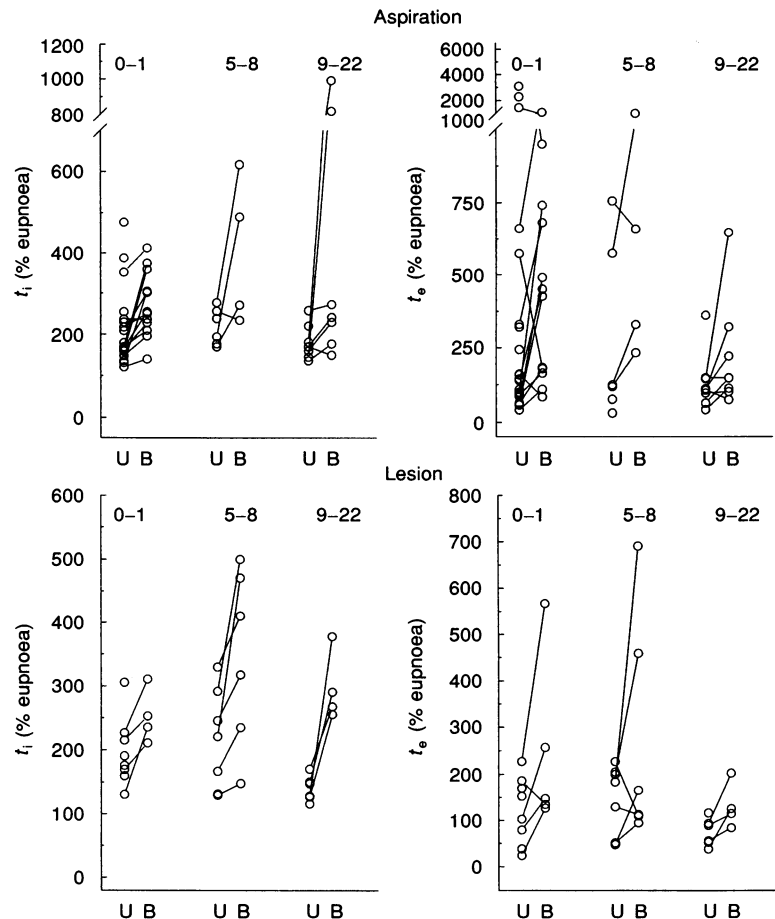 Aspiration
1200
1000
800
600
400
200
0
tᵢ (% eupnoea)
0–1
5–8
9–22
U B
U B
U B
6000
4000
2000
1000
750
500
250
0
tₑ (% eupnoea)
0–1
5–8
9–22
U B
U B
U B
Lesion
600
500
400
300
200
100
0
tᵢ (% eupnoea)
0–1
5–8
9–22
U B
U B
U B
800
700
600
500
400
300
200
100
0
tₑ (% eupnoea)
0–1
5–8
9–22
U B
U B
U B